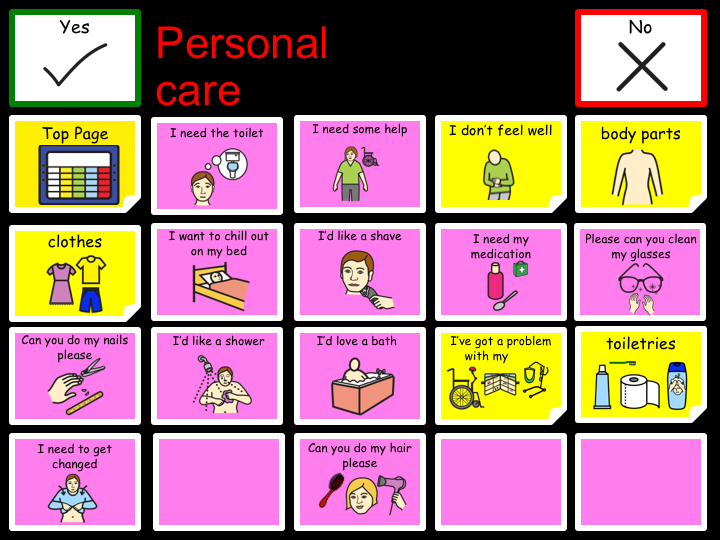 Yes
Personal
care
No
Top Page
I need the toilet
I need some help
I don't feel well
body parts
clothes
I want to chill out
on my bed
I'd like a shave
I need my
medication
Please can you clean
my glasses
Can you do my nails
please
I'd like a shower
I'd love a bath
I've got a problem
with my
toiletries
I need to get
changed
Can you do my hair
please